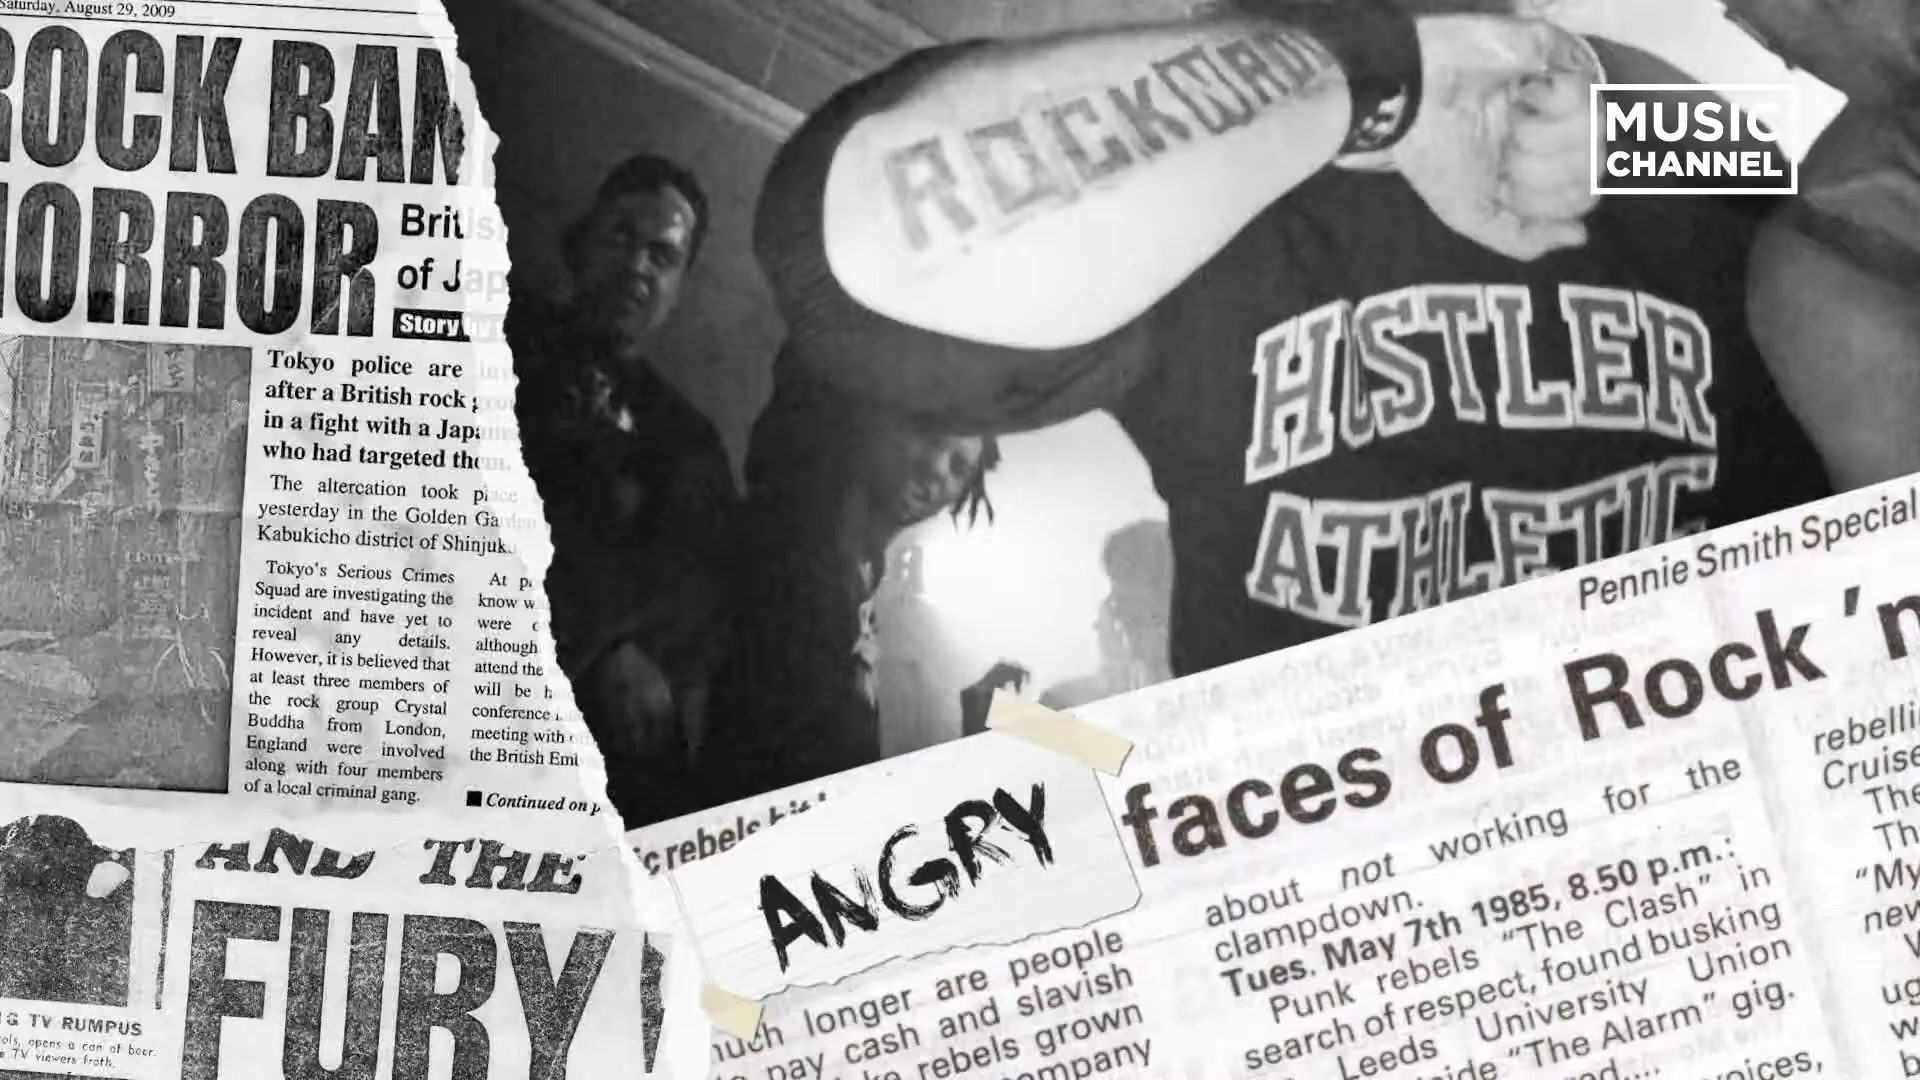 Saturday, August 29, 2009
ROCK BAN
HORROR
Brit
of Jap
Story
Tokyo police are
after a British rock
in a fight with a Japa
who had targeted them.
The altercation took place
yesterday in the Golden Garden
Kabukicho district of Shinjuk
Tokyo's Serious Crimes
Squad are investigating the
incident and have yet to
reveal any details.
However, it is believed that
at least three members of
the rock group Crystal
Buddha from London,
England were involved
along with four members
of a local criminal gang.
At
know
were
although
attend the
will be
conference
meeting with
the British Em
■ Continued on p
AND THE
FURY
G TV RUMPUS
ols, opens a can of beer.
TV viewers froth.
ROCKNROL
HUSTLER
ATHLETIC
MUSIC
CHANNEL
Pennie Smith Special
ic rebels
ANGRY
faces of Rock 'n
much longer are people
pay cash and slavish
rebels grown
company
about not working for the
clampdown.
Tues. May 7th 1985, 8.50 p.m.:
Punk rebels "The Clash" in
search of respect, found busking
Leeds University Union
"The Alarm" gig.
voices,
rebelli
Cruise
The
Th
"My
new